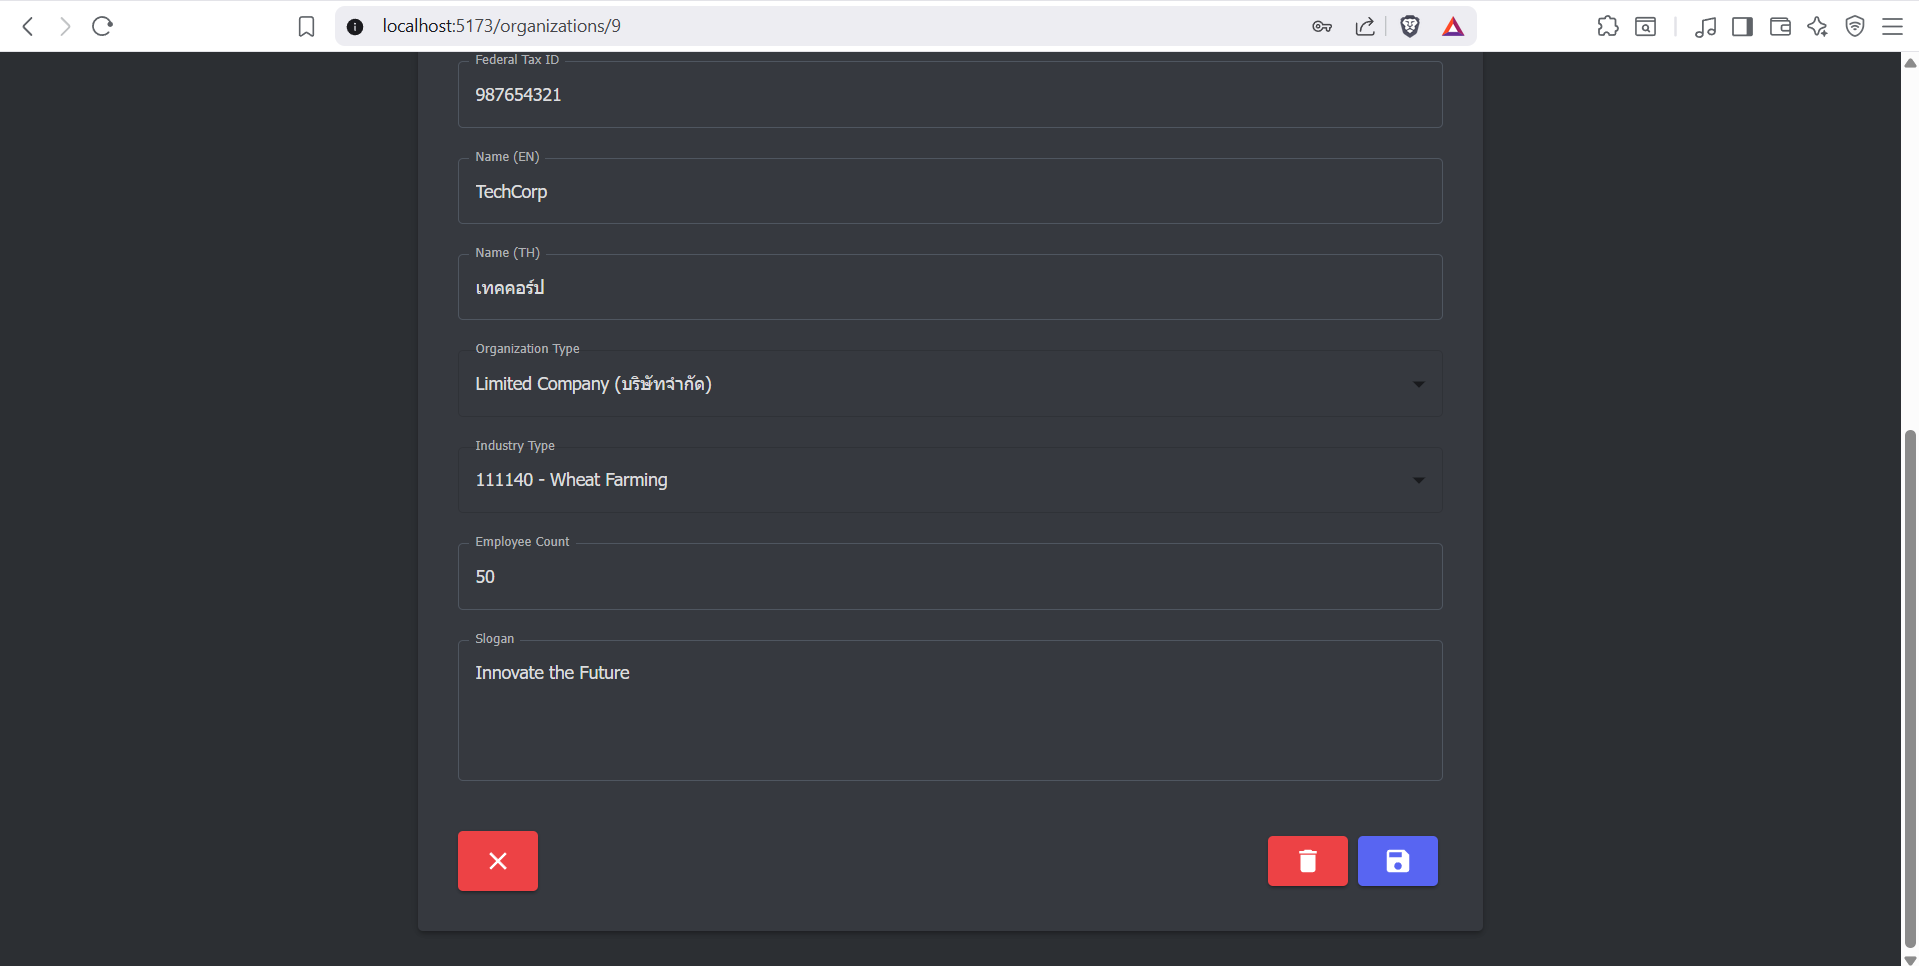 localhost:5173/organizations/9
Federal Tax ID
987654321
Name (EN)
TechCorp
Name (TH)
เทคคอร์ป
Organization Type
Limited Company (บริษัทจำกัด)
Industry Type
111140 - Wheat Farming
Employee Count
50
Slogan
Innovate the Future